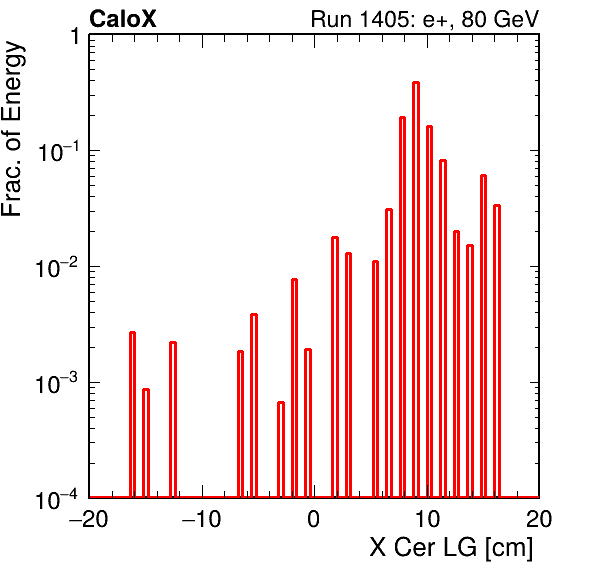 CaloX Run 1405: e+, 80 GeV
Frac. of Energy
1
10⁻¹
10⁻²
10⁻³
10⁻⁴
−20 −10 0 10 20
X Cer LG [cm]